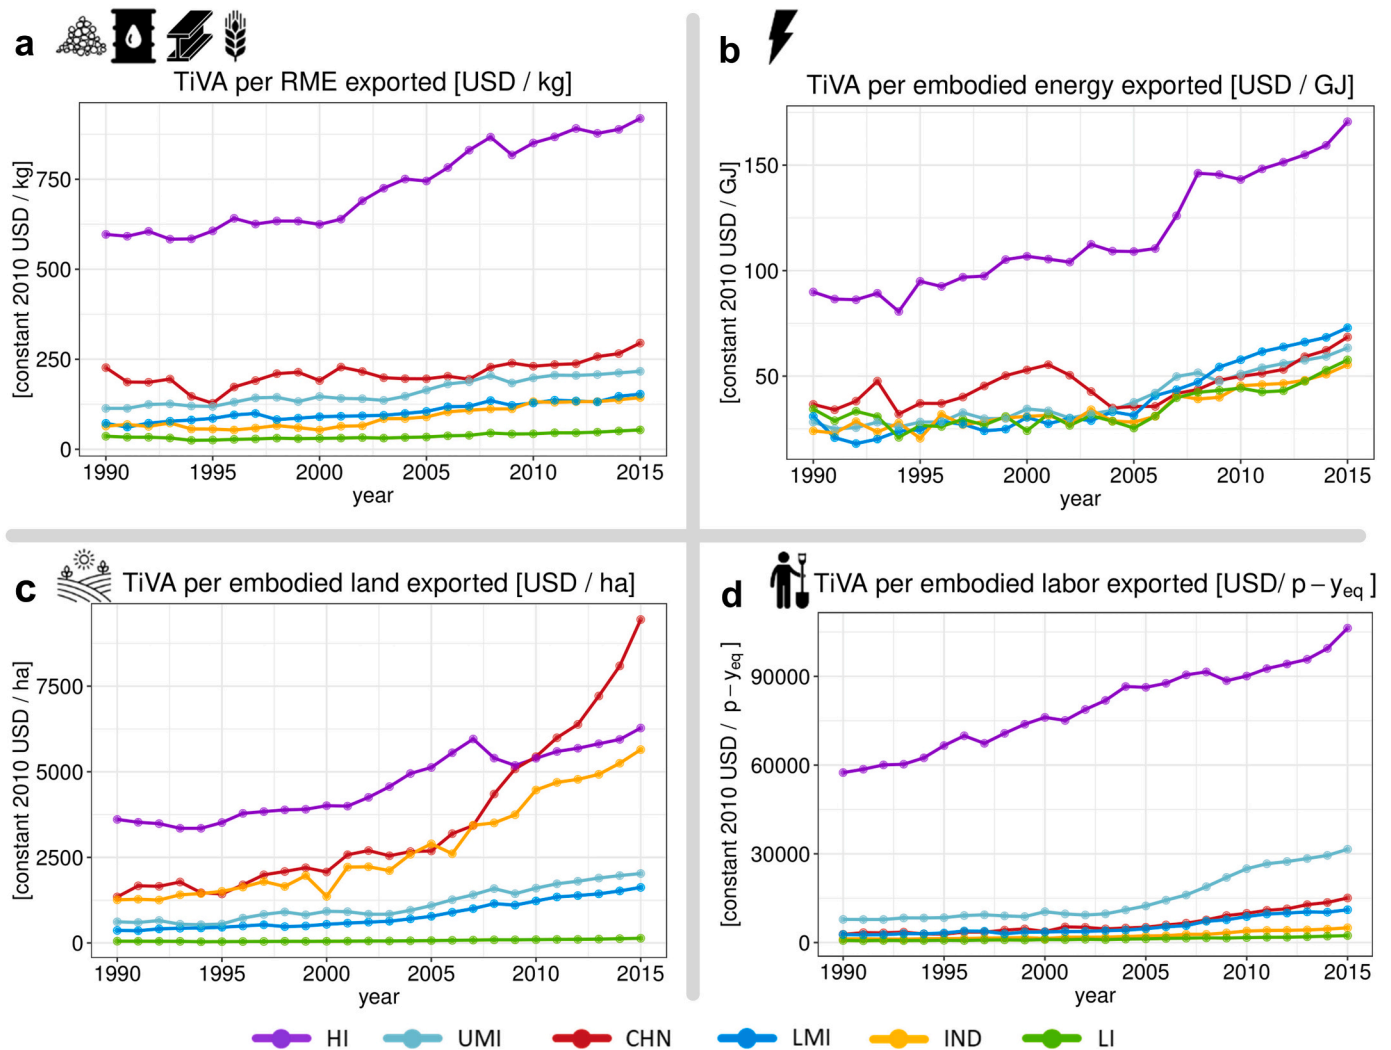 a
TiVA per RME exported [USD / kg]
[constant 2010 USD / kg]
750
500
250
0
1990 1995 2000 2005 2010 2015
year
b
TiVA per embodied energy exported [USD / GJ]
[constant 2010 USD / GJ]
150
100
50
1990 1995 2000 2005 2010 2015
year
c
TiVA per embodied land exported [USD / ha]
[constant 2010 USD / ha]
7500
5000
2500
0
1990 1995 2000 2005 2010 2015
year
d
TiVA per embodied labor exported [USD/ p – yeq ]
[constant 2010 USD / p – yeq ]
90000
60000
30000
0
1990 1995 2000 2005 2010 2015
year
HI UMI CHN LMI IND LI